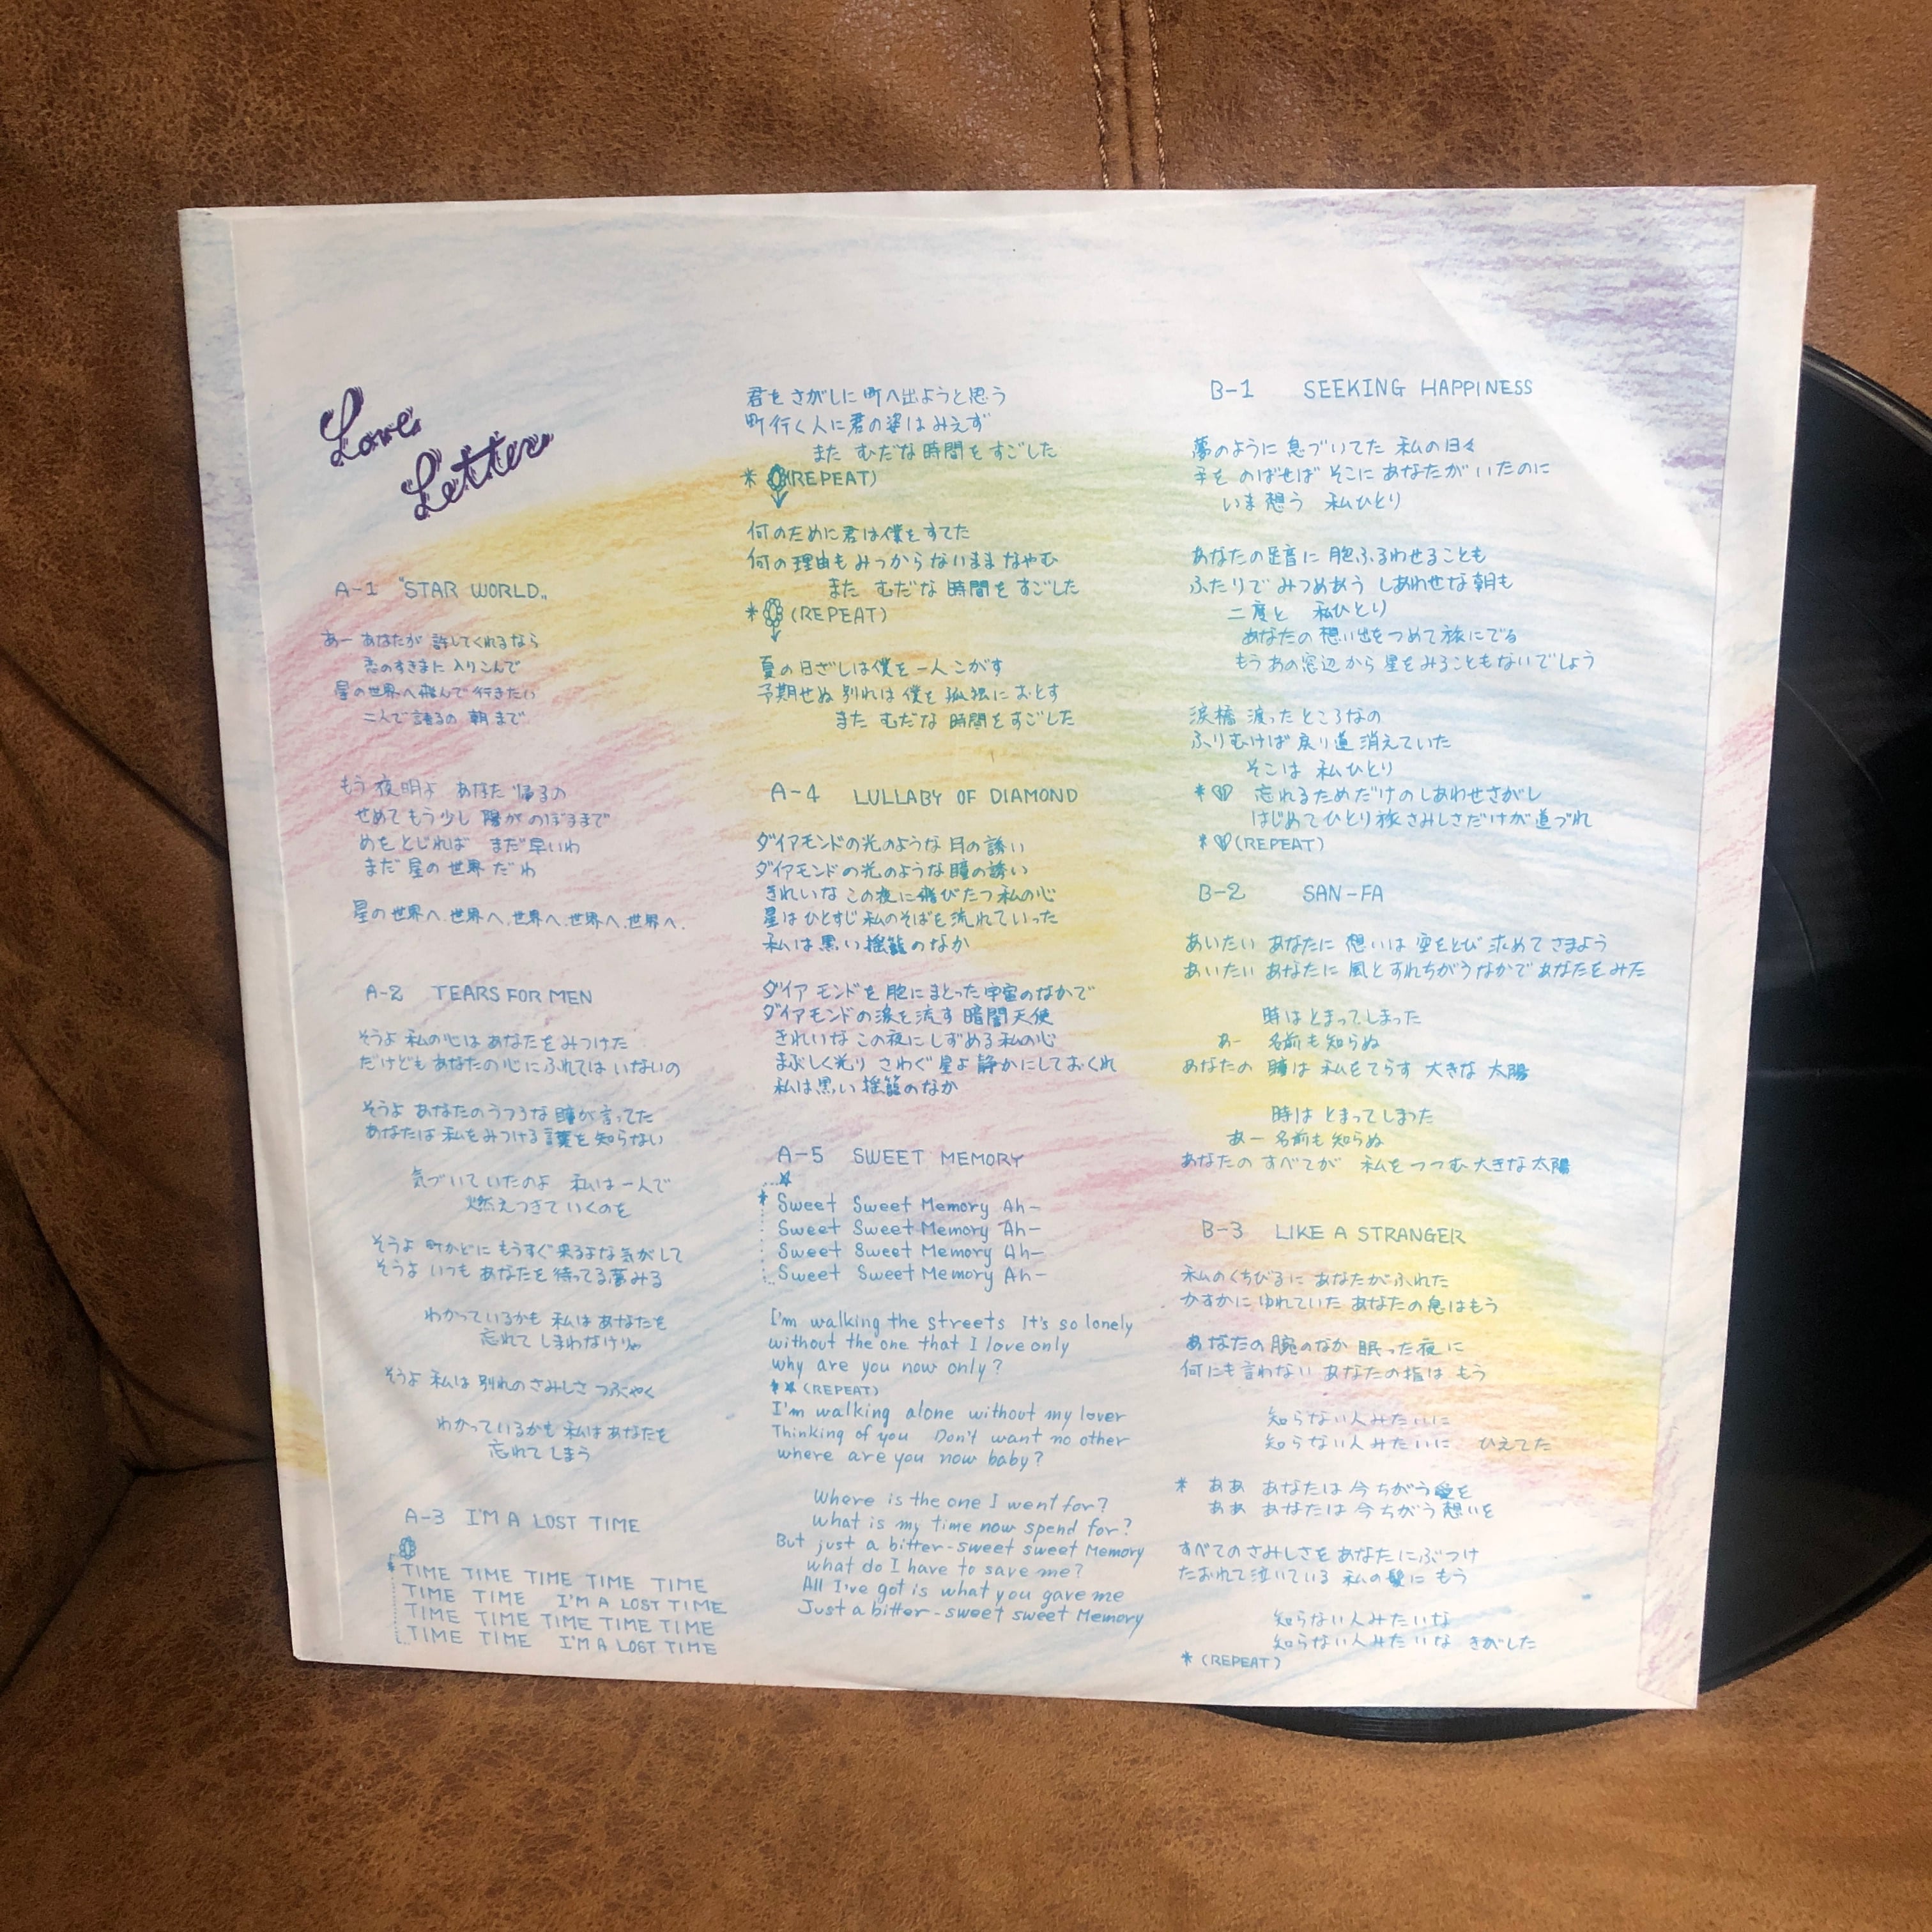 Love
Letter
A-1 "STAR WORLD„
あー あなたが 許してくれるなら
恋のすきまに 入りこんで
星の世界へ飛んで 行きたい
二人で語るの 朝まで
もう 夜明よ あなた 帰るの
せめて もう少し 陽が のぼるまで
めをとじれば まだ 早いわ
まだ 星の 世界 だわ
星の世界へ.世界へ.世界へ.世界へ.世界へ.
A-2 TEARS FOR MEN
そうよ 私の心は あなたを みつけた
だけども あなたの心に ふれては いないの
そうよ あなたのうつろな 瞳が 言ってた
あなたは 私をみつける 言葉を 知らない
気づいていたのよ 私は 一人で
燃えつきて いくのを
そうよ 町かどに もうすぐ 来るよな 気がして
そうよ いつも あなたを 待ってる 夢みる
わかっているかも 私は あなたを
忘れて しまわなけりゃ
そうよ 私は 別れの さみしさ つぶやく
わかっているかも 私は あなたを
忘れて しまう
A-3 I'M A LOST TIME
* TIME TIME TIME TIME TIME
TIME TIME I'M A LOST TIME
TIME TIME TIME TIME TIME
TIME TIME I'M A LOST TIME
君を さがしに 町へ出ようと思う
町行く人に 君の姿は みえず
また むだな 時間を すごした
* (REPEAT)
何のために 君は 僕を すてた
何の理由も みつからないまま なやむ
また むだな 時間を すごした
* (REPEAT)
夏の日ざしは僕を 一人 こがす
予期せぬ 別れは 僕を 孤独に おとす
また むだな 時間を すごした
A-4 LULLABY OF DIAMOND
ダイアモンドの光のような 月の誘い
ダイアモンドの光のような 瞳の誘い
きれいな この夜に 飛びたつ 私の心
星は ひとすじ 私のそばを 流れていった
私は 黒い 揺籠のなか
ダイアモンドを 胞にまとった 宇宙のなかで
ダイアモンドの涙を 流す 暗闇天使
きれいな この夜に しずめる 私の心
まぶしく光り さわぐ 星よ 静かにしておくれ
私は 黒い 揺籠のなか
A-5 SWEET MEMORY
* Sweet Sweet Memory Ah-
Sweet Sweet Memory Ah-
Sweet Sweet Memory Ah-
Sweet Sweet Memory Ah-
I'm walking the streets It's so lonely
without the one that I love only
why are you now only?
*☆ (REPEAT)
I'm walking alone without my lover
Thinking of you Don't want no other
where are you now baby?
Where is the one I went for?
What is my time now spend for?
But just a bitter-sweet sweet Memory
what do I have to save me?
All I've got is what you gave me
Just a bitter-sweet sweet Memory
B-1 SEEKING HAPPINESS
夢のように 息づいてた 私の日々
手を のばせば そこに あなたが いたのに
いま 想う 私ひとり
あなたの足音に 胞ふるわせることも
ふたりで みつめあう しあわせな 朝も
二度と 私ひとり
あなたの 想い出を つめて 旅にでる
もう あの窓辺から 星をみることもないでしょう
涙橋 渡った ところなの
ふりむけば 戻り道 消えていた
そこは 私ひとり
*♡ 忘れるためだけの しあわせさがし
はじめて ひとり旅 さみしさだけが 道づれ
*♡(REPEAT)
B-2 SAN-FA
あいたい あなたに 想いは 空をとび 求めて さまよう
あいたい あなたに 風と すれちがうなかで あなたをみた
時は とまってしまった
あー 名前も知らぬ
あなたの 瞳は 私を てらす 大きな 太陽
時は とまってしまった
あー 名前も 知らぬ
あなたの すべてが 私を つつむ 大きな 太陽
B-3 LIKE A STRANGER
私のくちびるに あなたが ふれた
かすかに ゆれていた あなたの 息はもう
あなたの 腕のなか 眠った夜に
何にも 言わない あなたの指は もう
知らない人みたいに
知らない人みたいに ひえてた
* ああ あなたは 今 ちがう 愛を
ああ あなたは 今 ちがう 想いを
すべてのさみしさを あなたにぶつけ
たおれて 泣いている 私の髪に もう
知らない人みたいな
知らない人みたいな きがした
* (REPEAT)